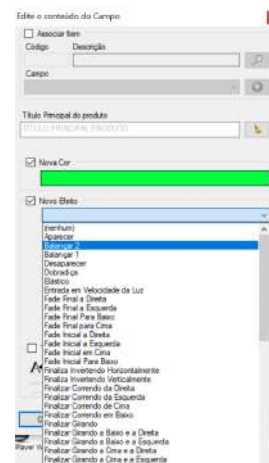 Edite o conteúdo do Campo
Associar Item
Código Descrição
Campo
Título Principal do produto
TITULO PRINCIPAL PRODUTO
Nova Cor
Novo Efeito
(nenhum)
Aparecer
Balançar 2
Balançar 1
Desaparecer
Dobradiça
Elástico
Entrada em Velocidade da Luz
Fade Final a Direita
Fade Final a Esquerda
Fade Final Para Baixo
Fade Final para Cima
Fade Inicial a Direita
Fade Inicial a Esquerda
Fade Inicial em Cima
Fade Inicial Para Baixo
Finaliza Invertendo Horizontalmente
Finaliza Invertendo Verticalmente
Finalizar Correndo da Direita
Finalizar Correndo da Esquerda
Finalizar Correndo de Cima
Finalizar Correndo em Baixo
Finalizar Girando
Finalizar Girando a Baixo e a Direita
Finalizar Girando a Baixo e a Esquerda
Finalizar Girando a Cima e a Direita
Finalizar Girando a Cima e a Esquerda
Player W